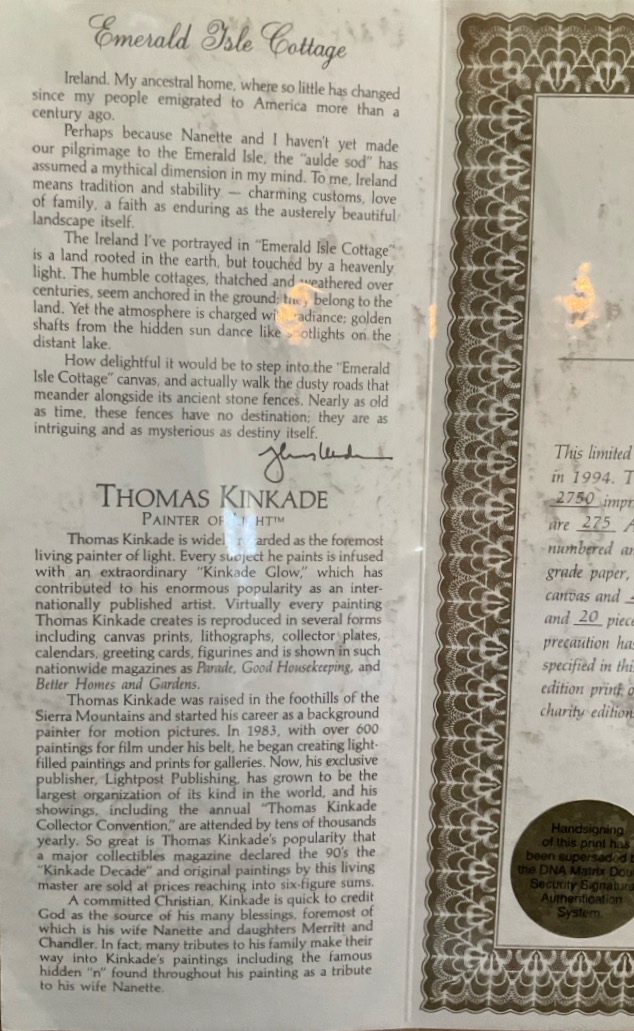 Emerald Isle Cottage
Ireland. My ancestral home, where so little has changed
since my people emigrated to America more than a
century ago.
Perhaps because Nanette and I haven't yet made
our pilgrimage to the Emerald Isle, the "aulde sod" has
assumed a mythical dimension in my mind. To me, Ireland
means tradition and stability — charming customs, love
of family, a faith as enduring as the austerely beautiful
landscape itself.
The Ireland I've portrayed in "Emerald Isle Cottage"
is a land rooted in the earth, but touched by a heavenly
light. The humble cottages, thatched and weathered over
centuries, seem anchored in the ground; they belong to the
land. Yet the atmosphere is charged with radiance; golden
shafts from the hidden sun dance like spotlights on the
distant lake.
How delightful it would be to step into the "Emerald
Isle Cottage" canvas, and actually walk the dusty roads that
meander alongside its ancient stone fences. Nearly as old
as time, these fences have no destination; they are as
intriguing and as mysterious as destiny itself.
THOMAS KINKADE
PAINTER OF LIGHT™
Thomas Kinkade is widely regarded as the foremost
living painter of light. Every subject he paints is infused
with an extraordinary "Kinkade Glow," which has
contributed to his enormous popularity as an inter-
nationally published artist. Virtually every painting
Thomas Kinkade creates is reproduced in several forms
including canvas prints, lithographs, collector plates,
calendars, greeting cards, figurines and is shown in such
nationwide magazines as Parade, Good Housekeeping, and
Better Homes and Gardens.
Thomas Kinkade was raised in the foothills of the
Sierra Mountains and started his career as a background
painter for motion pictures. In 1983, with over 600
paintings for film under his belt, he began creating light-
filled paintings and prints for galleries. Now, his exclusive
publisher, Lightpost Publishing, has grown to be the
largest organization of its kind in the world, and his
showings, including the annual "Thomas Kinkade
Collector Convention," are attended by tens of thousands
yearly. So great is Thomas Kinkade's popularity that
a major collectibles magazine declared the 90's the
"Kinkade Decade" and original paintings by this living
master are sold at prices reaching into six-figure sums.
A committed Christian, Kinkade is quick to credit
God as the source of his many blessings, foremost of
which is his wife Nanette and daughters Merritt and
Chandler. In fact, many tributes to his family make their
way into Kinkade's paintings including the famous
hidden "n" found throughout his painting as a tribute
to his wife Nanette.
This limited
in 1994. T
2750 impr
are 275 A
numbered an
grade paper,
canvas and
and 20 piece
precaution has
specified in thi
edition print o
charity edition
Handsigning
of this print has
been superseded b
the DNA Matrix Dou
Security Signature
Authentication
System.